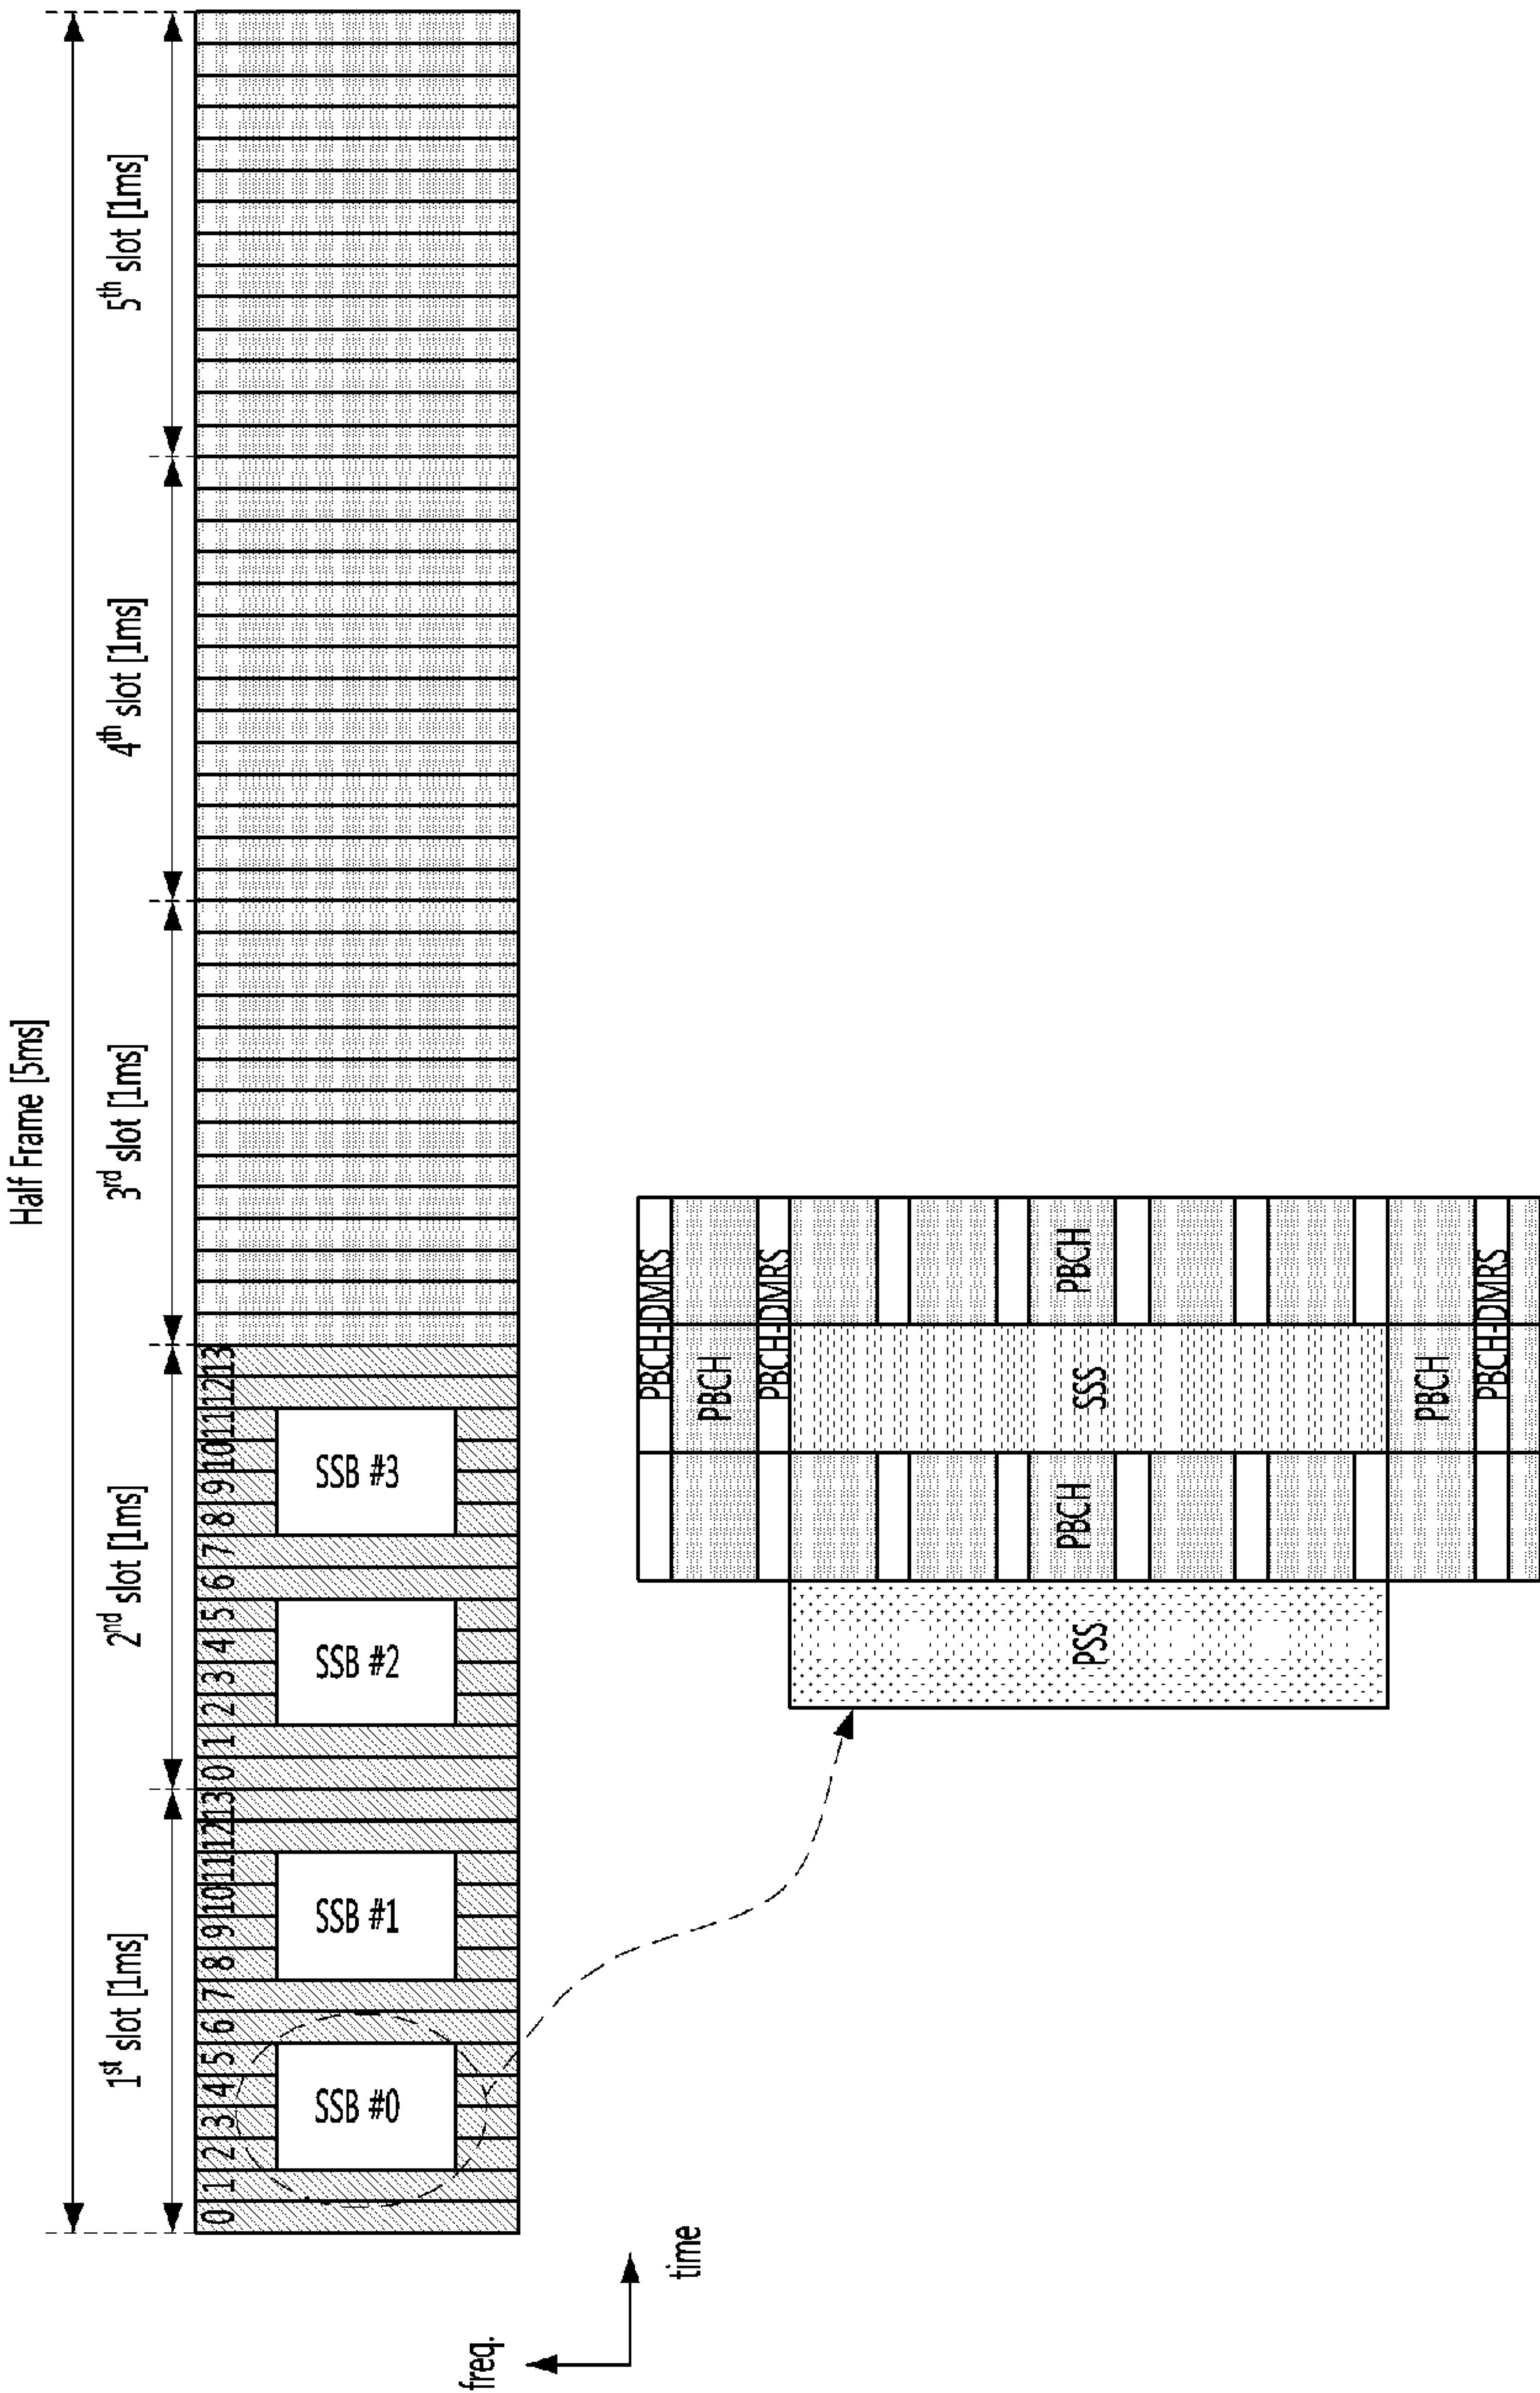 Half Frame [5ms]
1st slot [1ms]
2nd slot [1ms]
3rd slot [1ms]
4th slot [1ms]
5th slot [1ms]
0 1 2 3 4 5 6 7 8 9 10 11 12 13 0 1 2 3 4 5 6 7 8 9 10 11 12 13
SSB #0
SSB #1
SSB #2
SSB #3
freq.
time
PBCH-DMRS
PBCH
PBCH-DMRS
PSS
PBCH
SSS
PBCH
PBCH
PBCH-DMRS